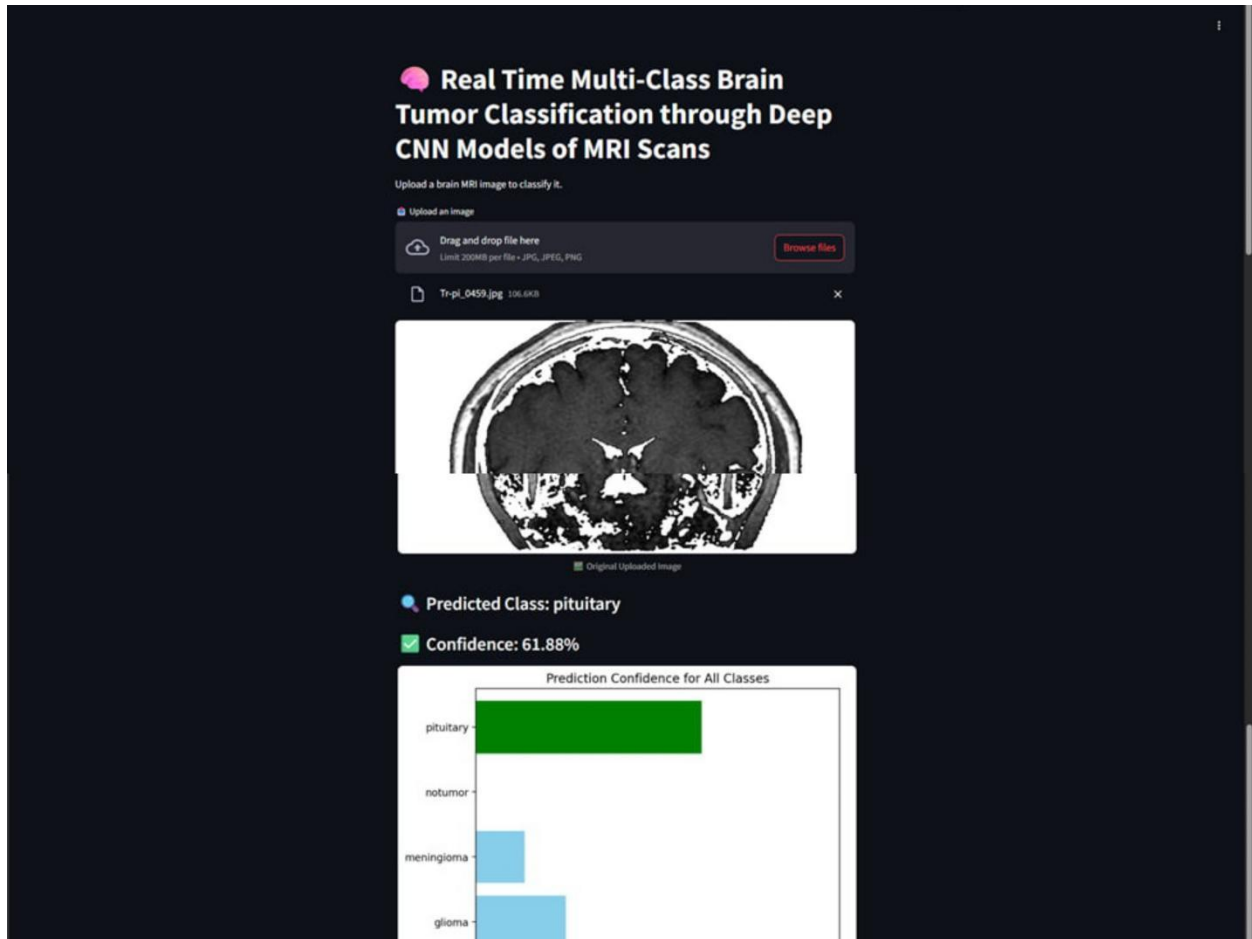 Real Time Multi-Class Brain
Tumor Classification through Deep
CNN Models of MRI Scans
Upload a brain MRI image to classify it.
Upload an image
Drag and drop file here
Limit 200MB per file • JPG, JPEG, PNG
Browse files
Tr-pi_0459.jpg 106.6KB
Original Uploaded Image
Predicted Class: pituitary
Confidence: 61.88%
Prediction Confidence for All Classes
pituitary
notumor
meningioma
glioma